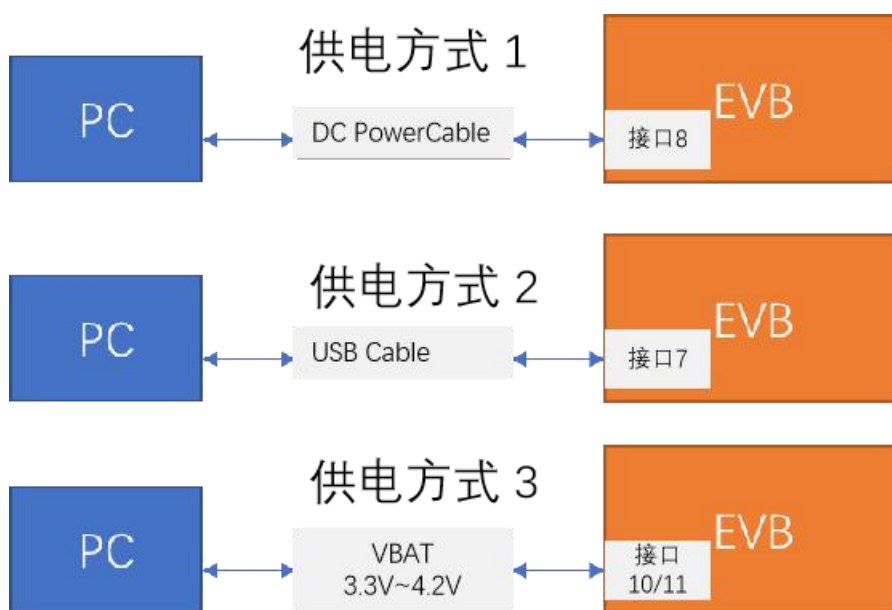 供电方式 1
PC
DC PowerCable
接口8
EVB
供电方式 2
PC
USB Cable
接口7
EVB
供电方式 3
PC
VBAT
3.3V~4.2V
接口
10/11
EVB